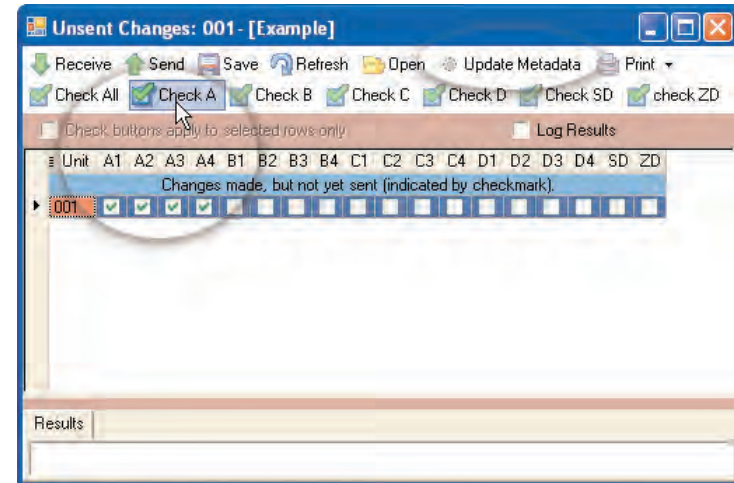 Unsent Changes: 001- [Example]
Receive Send Save Refresh Open Update Metadata Print
Check All Check A Check B Check C Check D Check SD check ZD
Check buttons apply to selected rows only Log Results
Unit A1 A2 A3 A4 B1 B2 B3 B4 C1 C2 C3 C4 D1 D2 D3 D4 SD ZD
Changes made, but not yet sent (indicated by checkmark).
001
Results